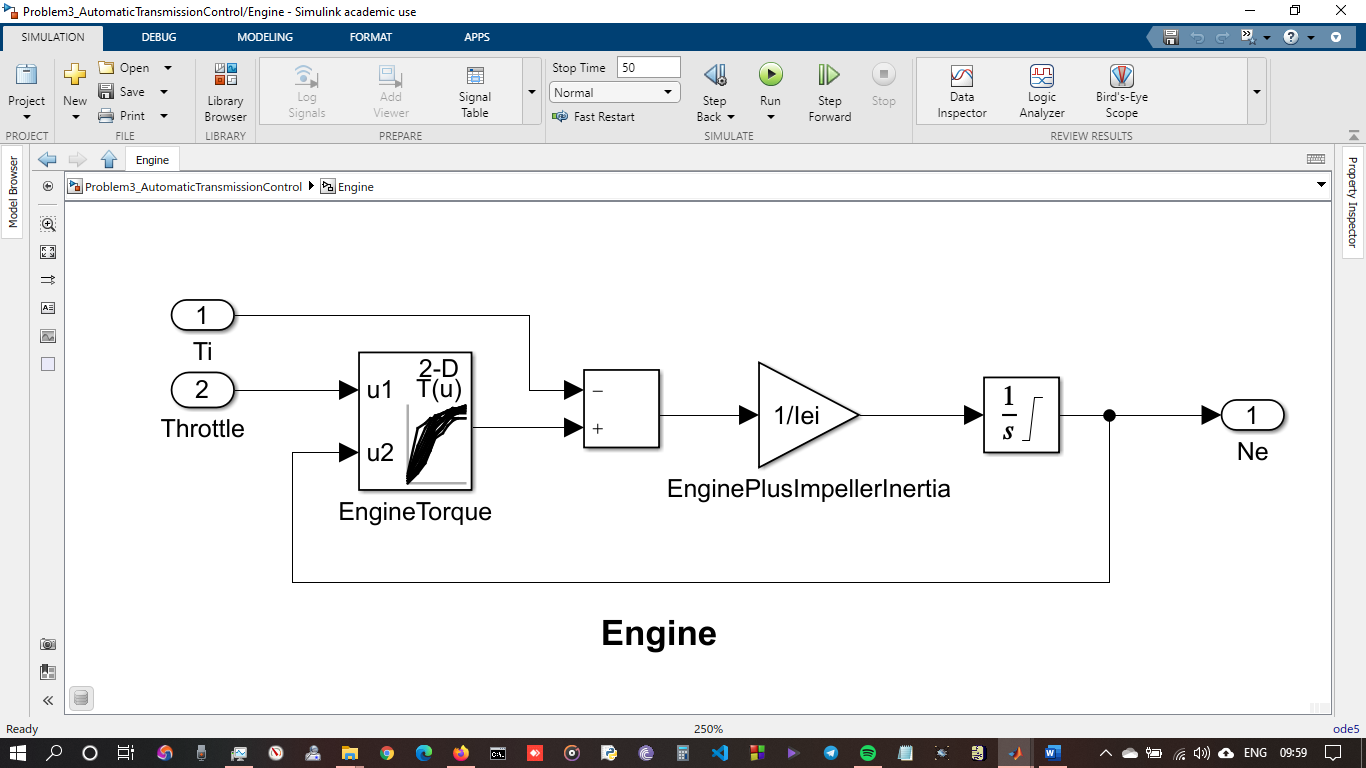 Problem3_AutomaticTransmissionControl/Engine - Simulink academic use
SIMULATION DEBUG MODELING FORMAT APPS
Project
New
Open
Save
Print
Library Browser
Log Signals
Add Viewer
Signal Table
Stop Time 50
Normal
Fast Restart
Step Back
Run
Step Forward
Stop
Data Inspector
Logic Analyzer
Bird's-Eye Scope
PROJECT FILE LIBRARY PREPARE SIMULATE REVIEW RESULTS
Model Browser
Engine
Property Inspector
Problem3_AutomaticTransmissionControl Engine
1
Ti
2
Throttle
2-D
T(u)
u1
u2
EngineTorque
−
+
1/Iei
EnginePlusImpellerInertia
1
s
1
Ne
Engine
Ready 250% ode5
ENG 09:59